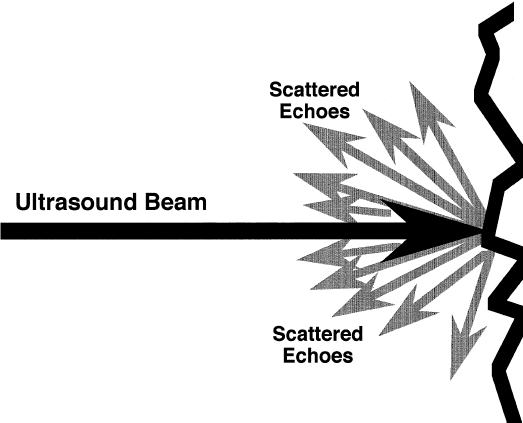 Scattered
Echoes
Ultrasound Beam
Scattered
Echoes